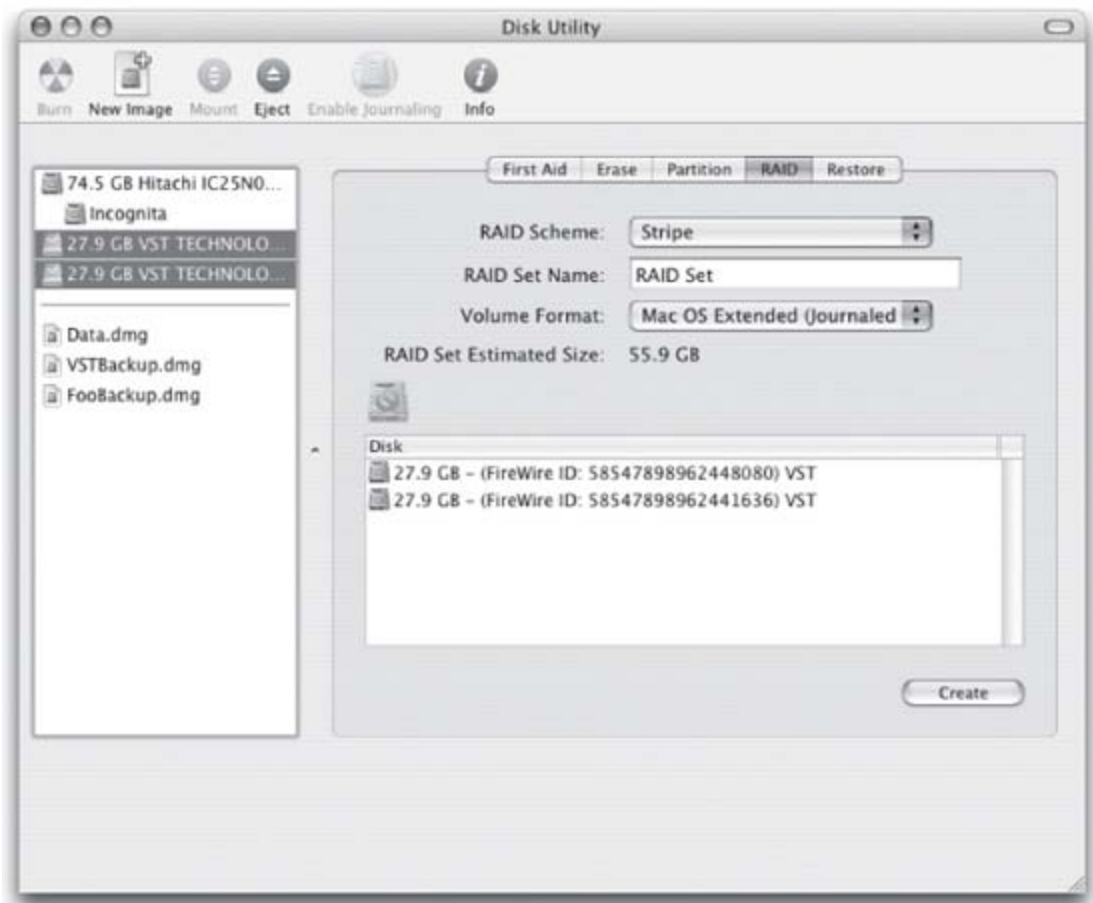 Disk Utility
Burn New Image Mount Eject Enable Journaling Info
74.5 GB Hitachi IC25N0...
Incognita
27.9 GB VST TECHNOLO...
27.9 GB VST TECHNOLO...
Data.dmg
VSTBackup.dmg
FooBackup.dmg
First Aid Erase Partition RAID Restore
RAID Scheme: Stripe
RAID Set Name: RAID Set
Volume Format: Mac OS Extended (Journaled
RAID Set Estimated Size: 55.9 GB
Disk
27.9 GB – (FireWire ID: 58547898962448080) VST
27.9 GB – (FireWire ID: 58547898962441636) VST
Create